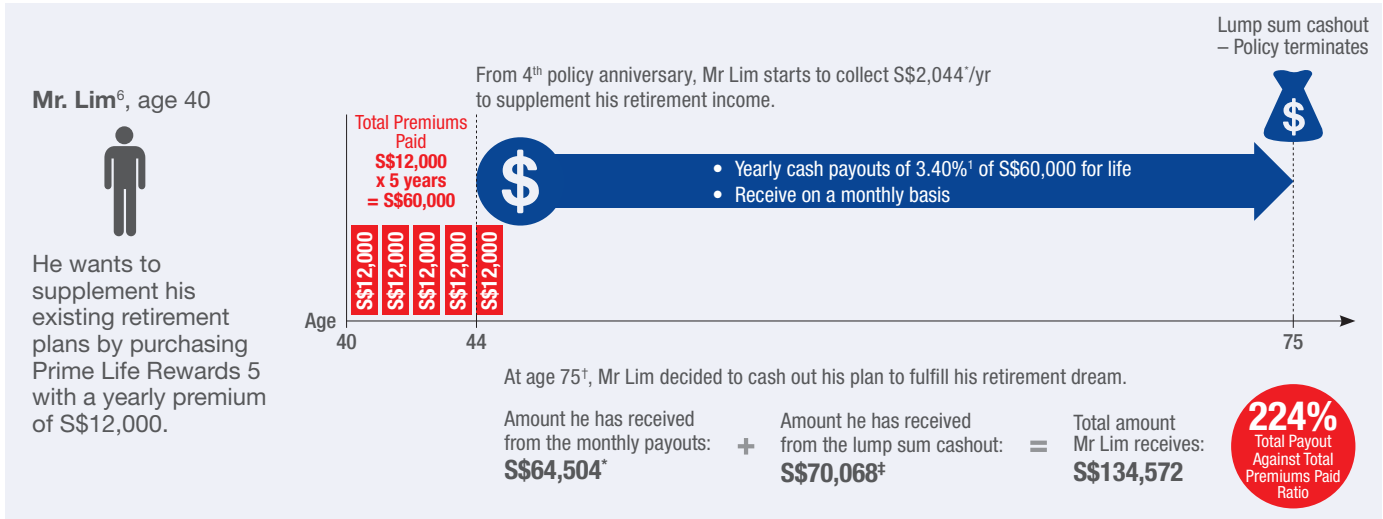 Lump sum cashout
– Policy terminates
From 4th policy anniversary, Mr Lim starts to collect S$2,044*/yr
to supplement his retirement income.
Mr. Lim6, age 40
$
Total Premiums
Paid
S$12,000
x 5 years
= S$60,000
$
• Yearly cash payouts of 3.40%1 of S$60,000 for life
• Receive on a monthly basis
S$12,000
S$12,000
S$12,000
S$12,000
S$12,000
He wants to
supplement his
existing retirement
plans by purchasing
Prime Life Rewards 5
with a yearly premium
of S$12,000.
Age
40
44
75
At age 75†, Mr Lim decided to cash out his plan to fulfill his retirement dream.
Amount he has received
from the monthly payouts:
S$64,504*
+
Amount he has received
from the lump sum cashout:
S$70,068‡
=
Total amount
Mr Lim receives:
S$134,572
224%
Total Payout
Against Total
Premiums Paid
Ratio